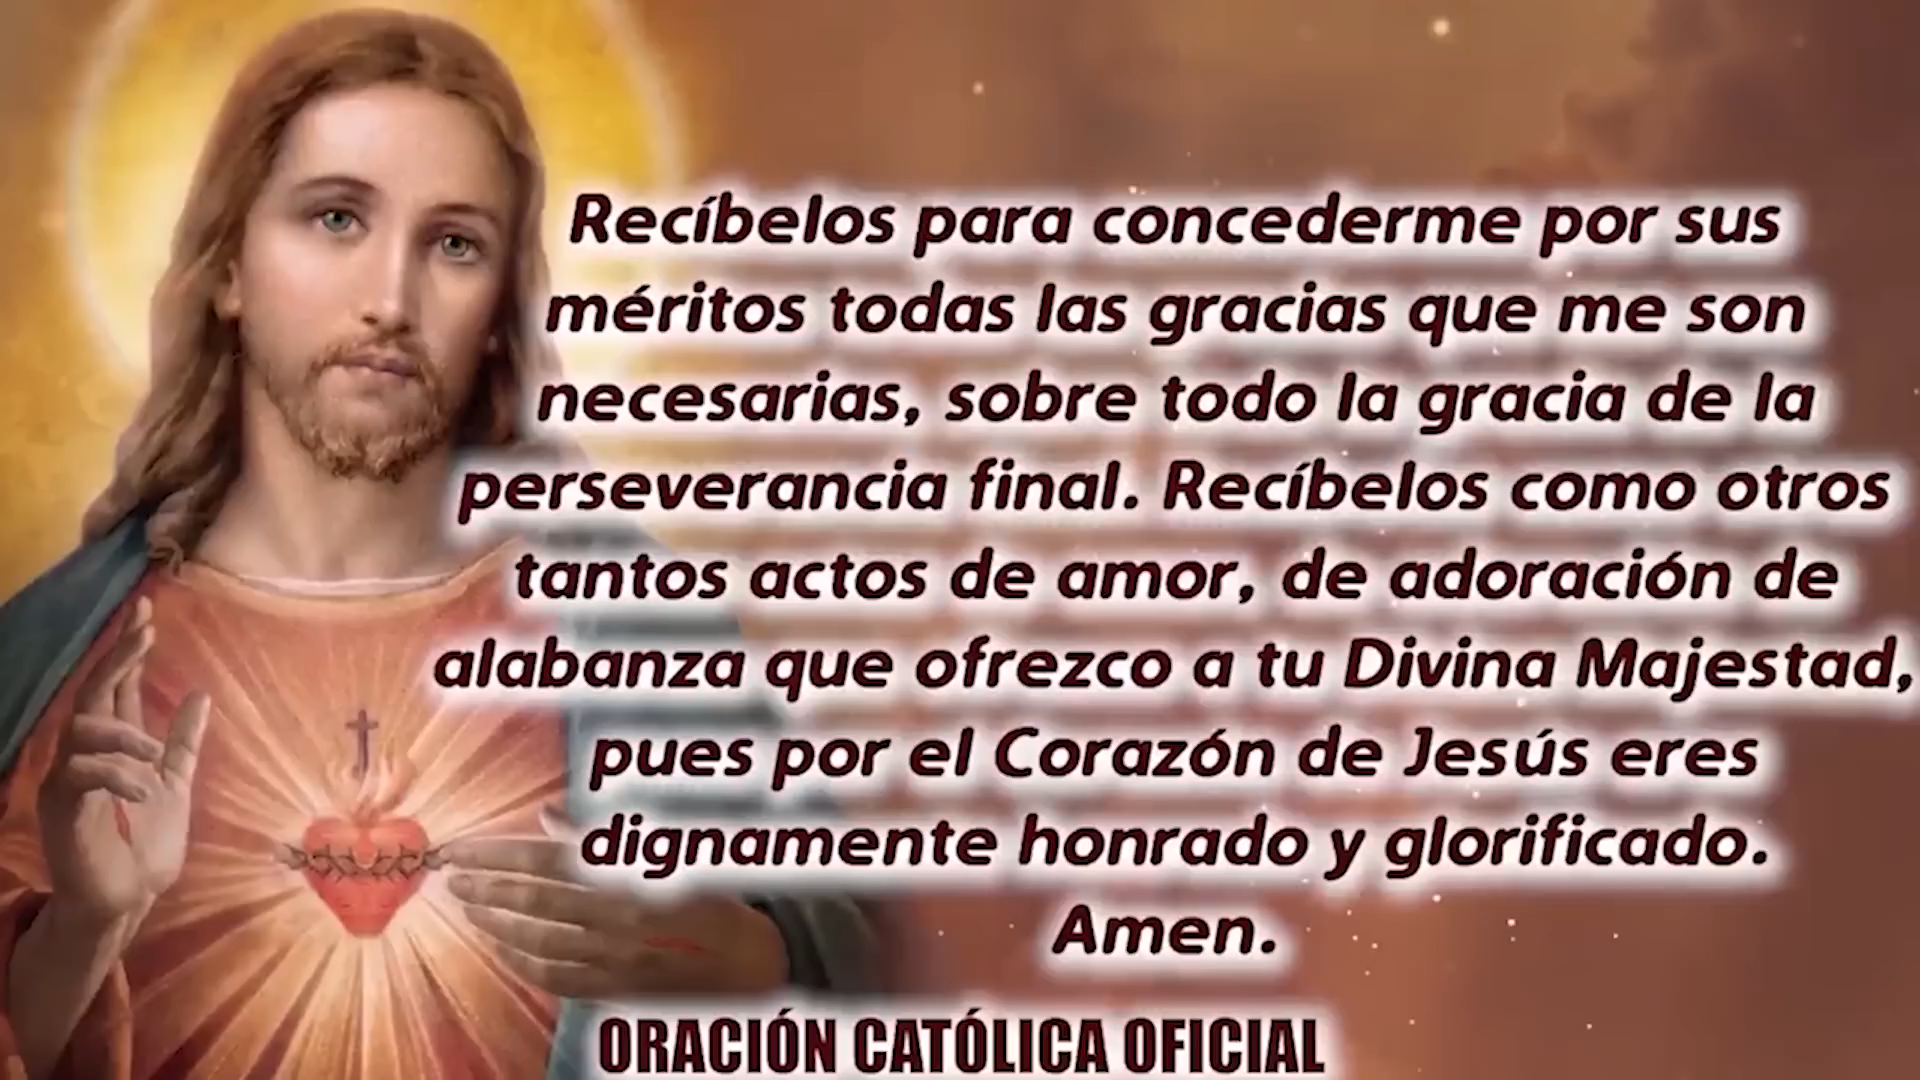 Recíbelos para concederme por sus
méritos todas las gracias que me son
necesarias, sobre todo la gracia de la
perseverancia final. Recíbelos como otros
tantos actos de amor, de adoración de
alabanza que ofrezco a tu Divina Majestad,
pues por el Corazón de Jesús eres
dignamente honrado y glorificado.
Amen.
ORACIÓN CATÓLICA OFICIAL